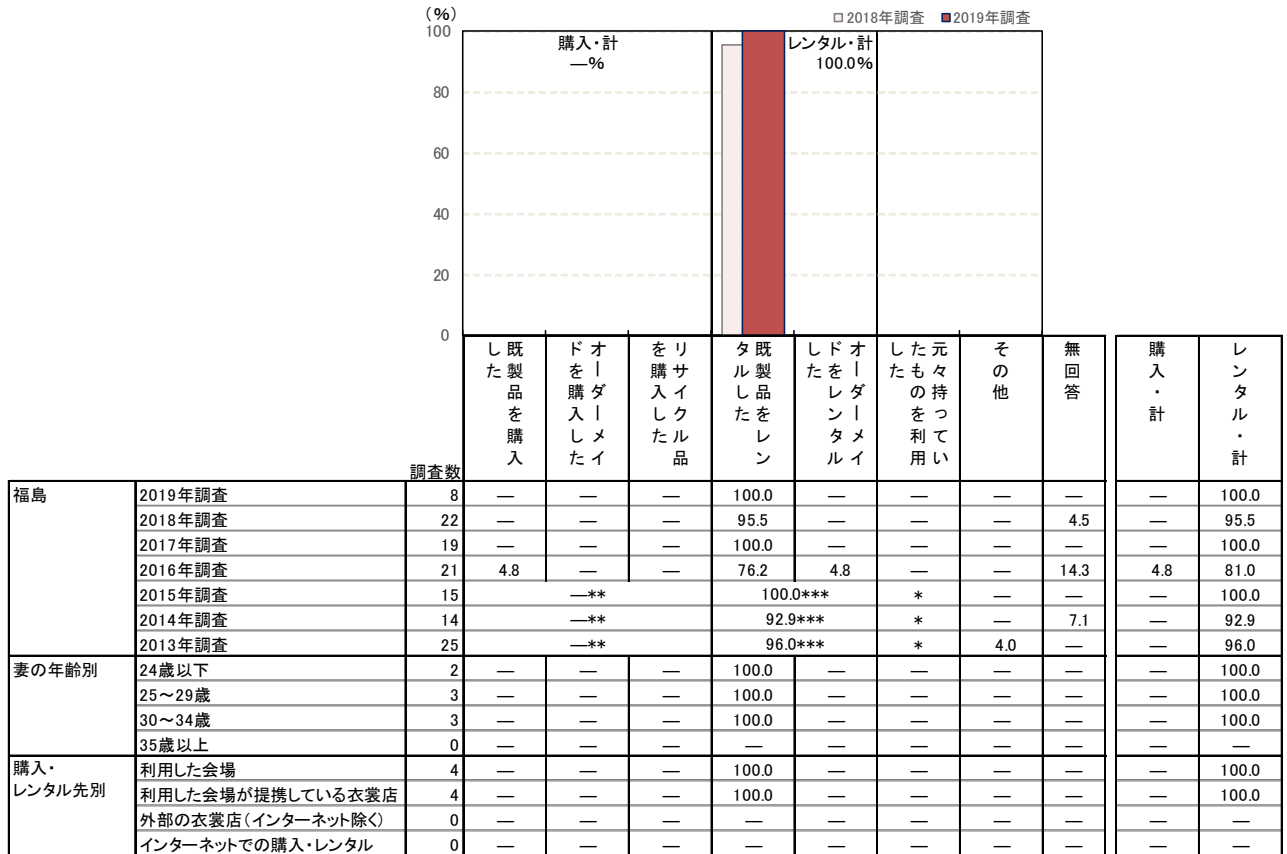 (%)
□2018年調査 ■2019年調査
100
80
60
40
20
0
購入・計
―%
レンタル・計
100.0%
調査数
既製品を購入した
オーダーメイドを購入した
リサイクル品を購入した
既製品をレンタルした
オーダーメイドをレンタルした
元々持っていたものを利用した
その他
無回答
購入・計
レンタル・計
福島 2019年調査 8 ― ― ― 100.0 ― ― ― ― ― 100.0
2018年調査 22 ― ― ― 95.5 ― ― ― 4.5 ― 95.5
2017年調査 19 ― ― ― 100.0 ― ― ― ― ― 100.0
2016年調査 21 4.8 ― ― 76.2 4.8 ― ― 14.3 4.8 81.0
2015年調査 15 ―** 100.0*** * ― ― ― 100.0
2014年調査 14 ―** 92.9*** * ― 7.1 ― 92.9
2013年調査 25 ―** 96.0*** * 4.0 ― ― 96.0
妻の年齢別 24歳以下 2 ― ― ― 100.0 ― ― ― ― ― 100.0
25～29歳 3 ― ― ― 100.0 ― ― ― ― ― 100.0
30～34歳 3 ― ― ― 100.0 ― ― ― ― ― 100.0
35歳以上 0 ― ― ― ― ― ― ― ― ― ―
購入・
レンタル先別 利用した会場 4 ― ― ― 100.0 ― ― ― ― ― 100.0
利用した会場が提携している衣裳店 4 ― ― ― 100.0 ― ― ― ― ― 100.0
外部の衣裳店(インターネット除く) 0 ― ― ― ― ― ― ― ― ― ―
インターネットでの購入・レンタル 0 ― ― ― ― ― ― ― ― ― ―